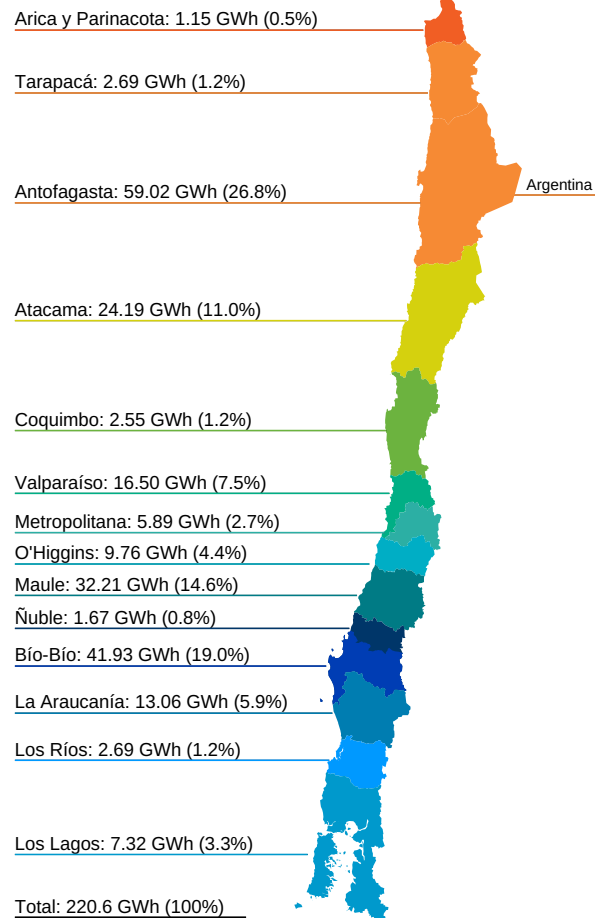 Arica y Parinacota: 1.15 GWh (0.5%)
Tarapacá: 2.69 GWh (1.2%)
Antofagasta: 59.02 GWh (26.8%)
Argentina
Atacama: 24.19 GWh (11.0%)
Coquimbo: 2.55 GWh (1.2%)
Valparaíso: 16.50 GWh (7.5%)
Metropolitana: 5.89 GWh (2.7%)
O'Higgins: 9.76 GWh (4.4%)
Maule: 32.21 GWh (14.6%)
Ñuble: 1.67 GWh (0.8%)
Bío-Bío: 41.93 GWh (19.0%)
La Araucanía: 13.06 GWh (5.9%)
Los Ríos: 2.69 GWh (1.2%)
Los Lagos: 7.32 GWh (3.3%)
Total: 220.6 GWh (100%)